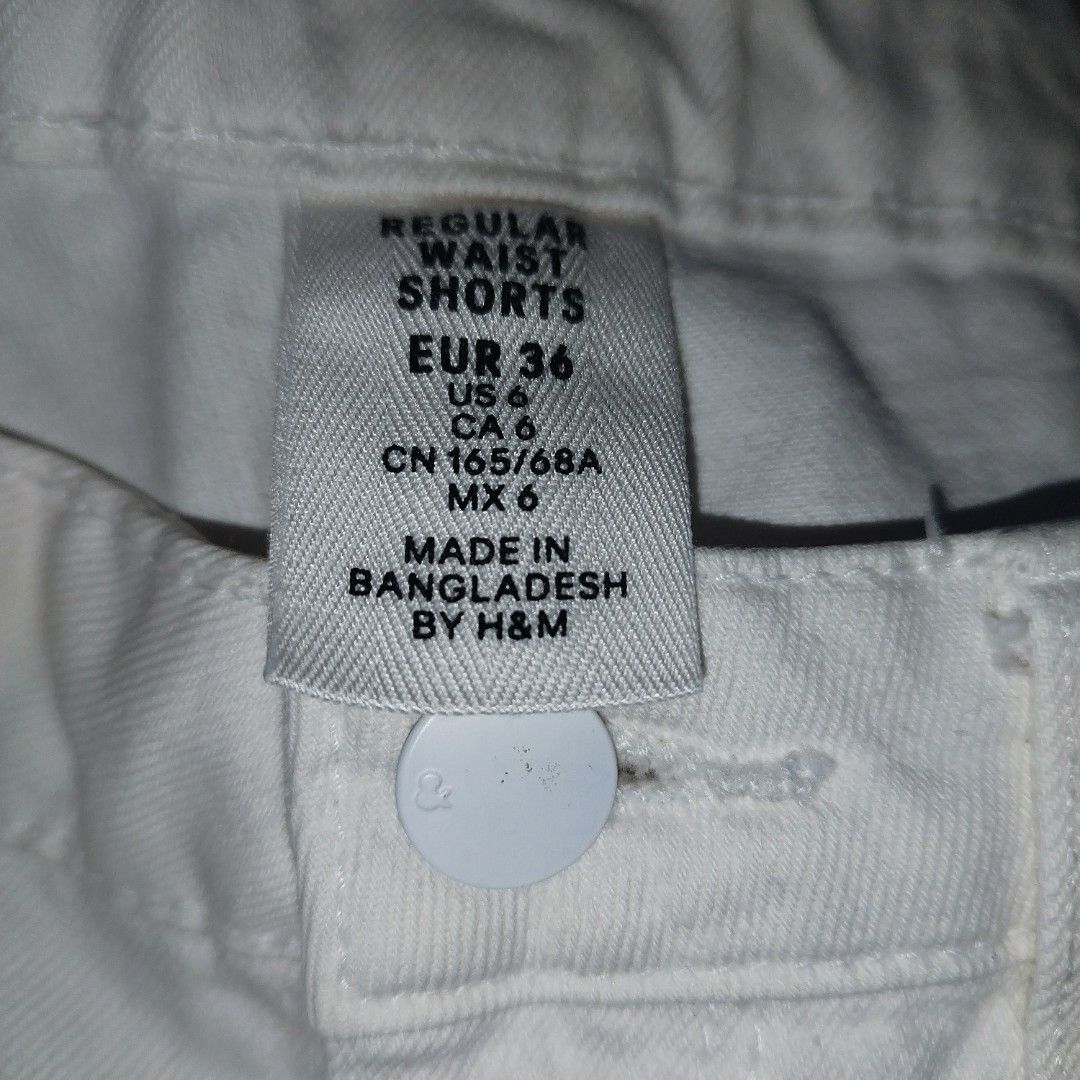 REGULAR
WAIST
SHORTS
EUR 36
US 6
CA 6
CN 165/68A
MX 6
MADE IN
BANGLADESH
BY H&M
&